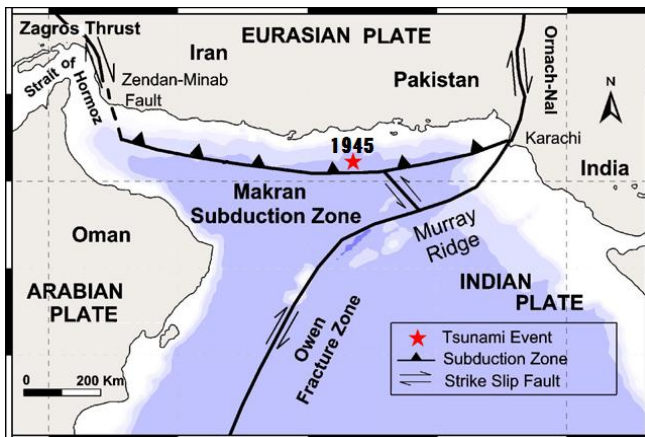 Zagros Thrust
Iran
EURASIAN PLATE
Strait of Hormoz
Zendan-Minab
Fault
Pakistan
Ornach-Nal
N
1945
Karachi
India
Makran
Subduction Zone
Oman
Murray
Ridge
ARABIAN
PLATE
INDIAN
PLATE
Owen
Fracture Zone
0 200 Km
Tsunami Event
Subduction Zone
Strike Slip Fault